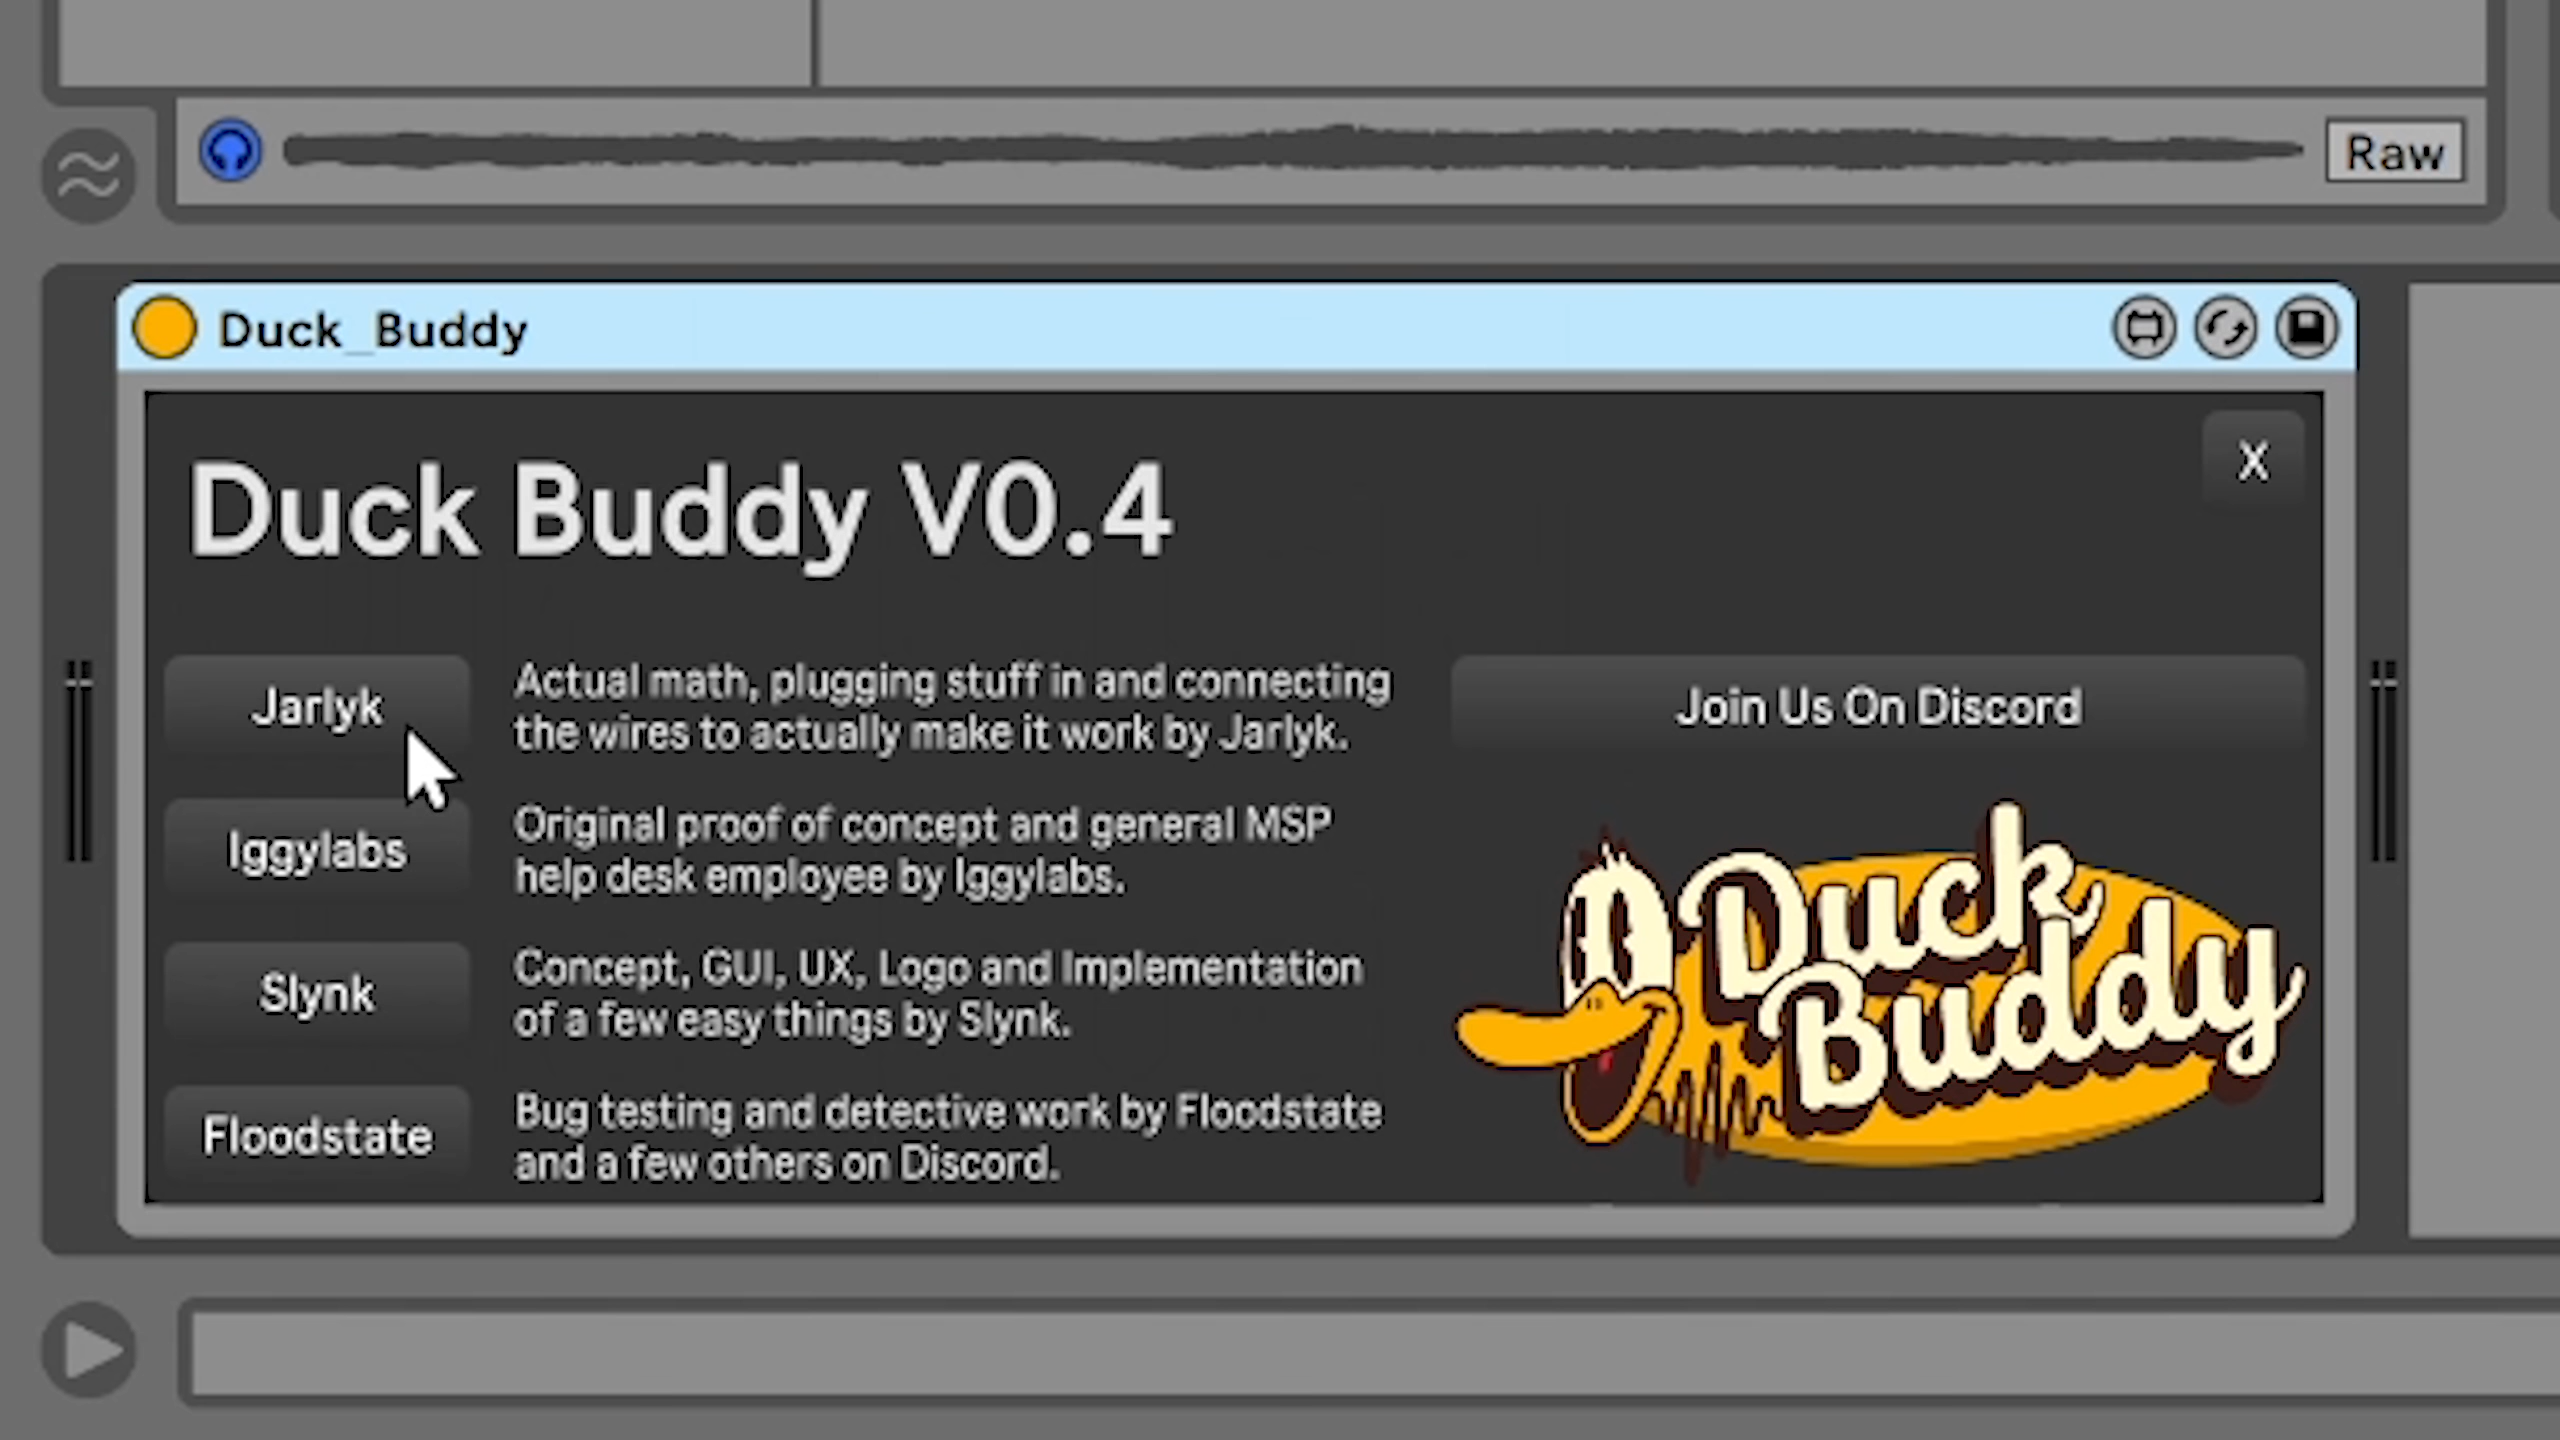 Raw
Duck_Buddy
Duck Buddy V0.4
X
Jarlyk
Actual math, plugging stuff in and connecting
the wires to actually make it work by Jarlyk.
Join Us On Discord
Iggylabs
Original proof of concept and general MSP
help desk employee by Iggylabs.
Slynk
Concept, GUI, UX, Logo and Implementation
of a few easy things by Slynk.
Floodstate
Bug testing and detective work by Floodstate
and a few others on Discord.
Duck
Buddy